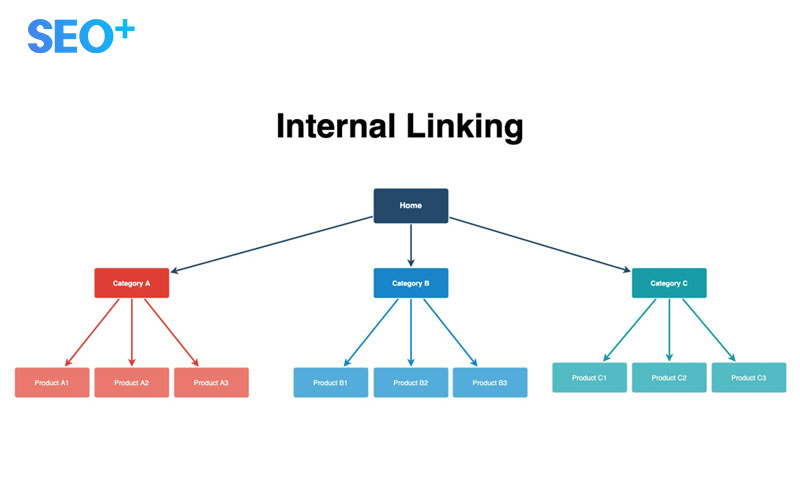 SEO+
Internal Linking
Home
Category A
Category B
Category C
Product A1
Product A2
Product A3
Product B1
Product B2
Product B3
Product C1
Product C2
Product C3